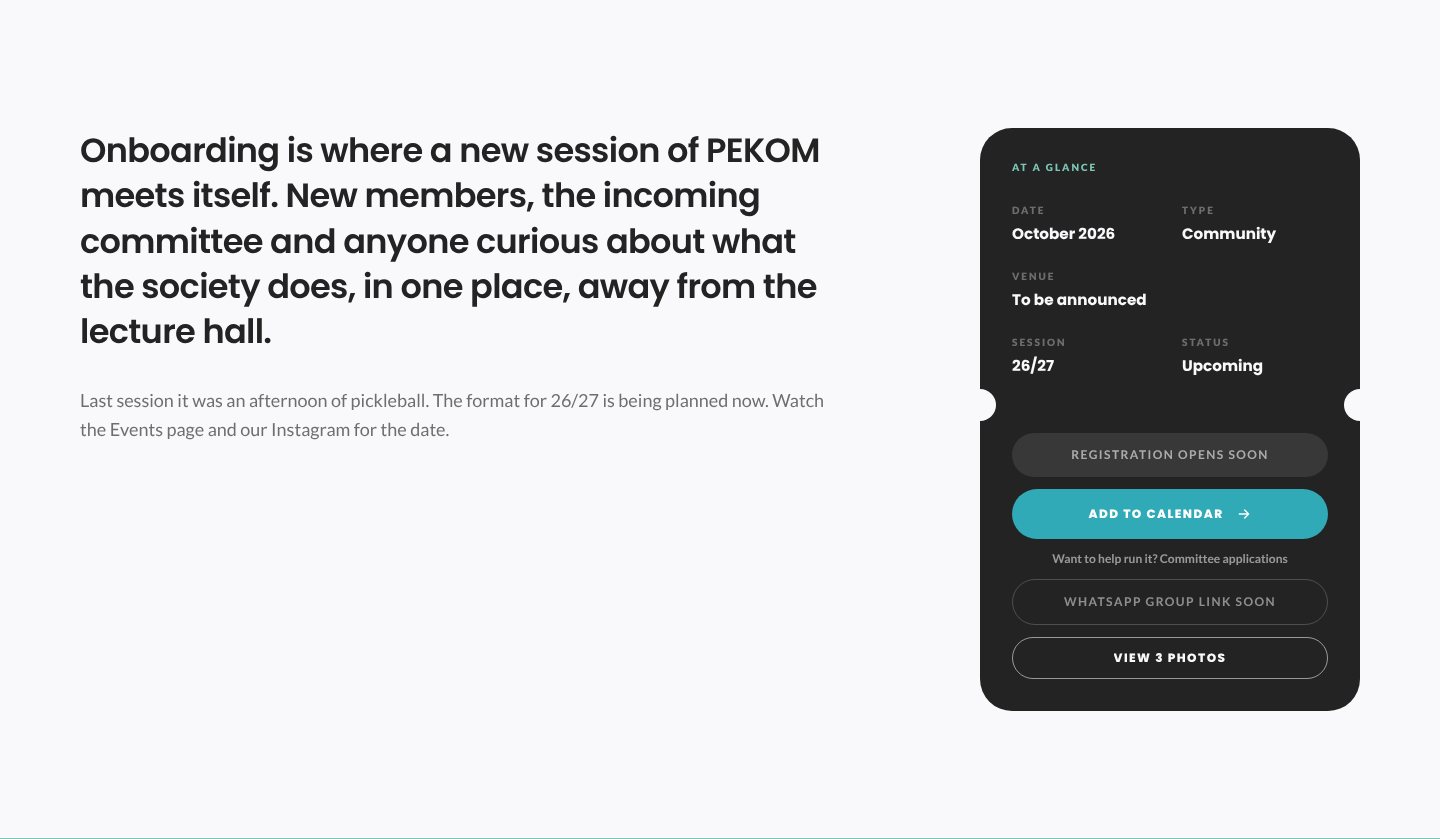 Onboarding is where a new session of PEKOM
meets itself. New members, the incoming
committee and anyone curious about what
the society does, in one place, away from the
lecture hall.
Last session it was an afternoon of pickleball. The format for 26/27 is being planned now. Watch
the Events page and our Instagram for the date.
AT A GLANCE
DATE
October 2026
TYPE
Community
VENUE
To be announced
SESSION
26/27
STATUS
Upcoming
REGISTRATION OPENS SOON
ADD TO CALENDAR →
Want to help run it? Committee applications
WHATSAPP GROUP LINK SOON
VIEW 3 PHOTOS